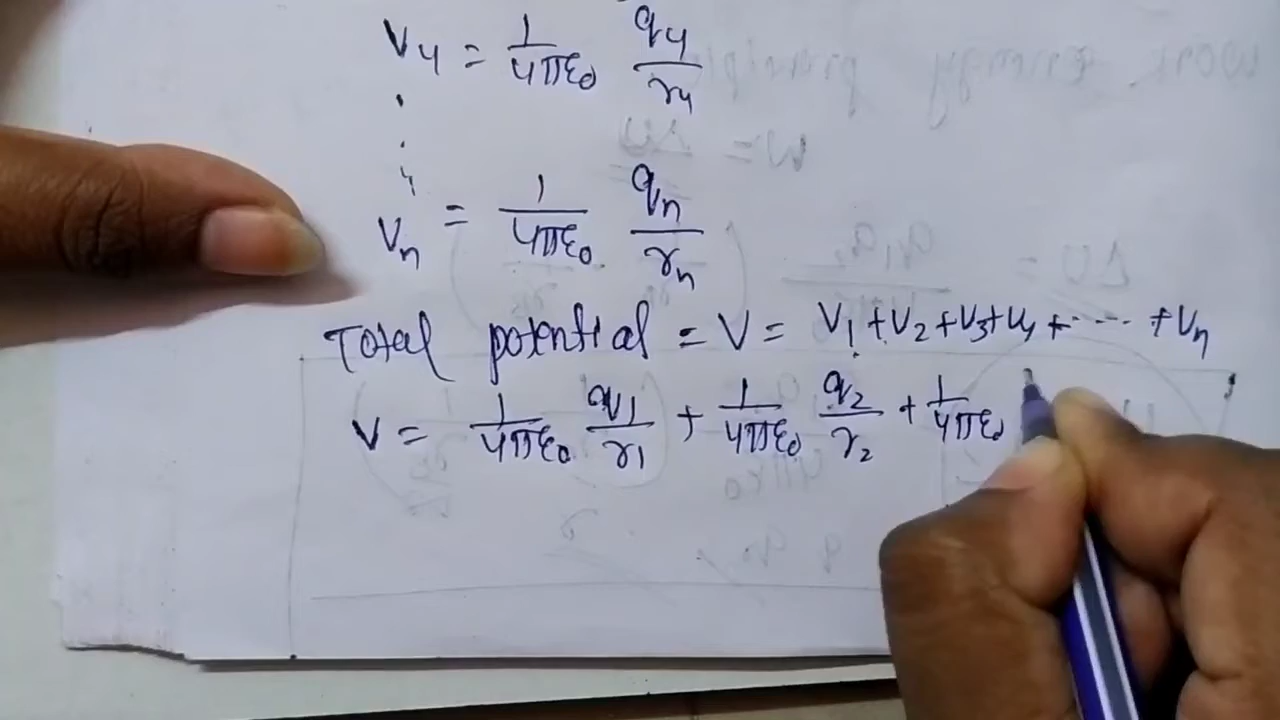 V4 = 1/4πε0 q4/r4
.
.
.
Vn = 1/4πε0 qn/rn
Total potential = V = V1 + V2 + V3 + V4 + ..... + Vn
V = 1/4πε0 q1/r1 + 1/4πε0 q2/r2 + 1/4πε0